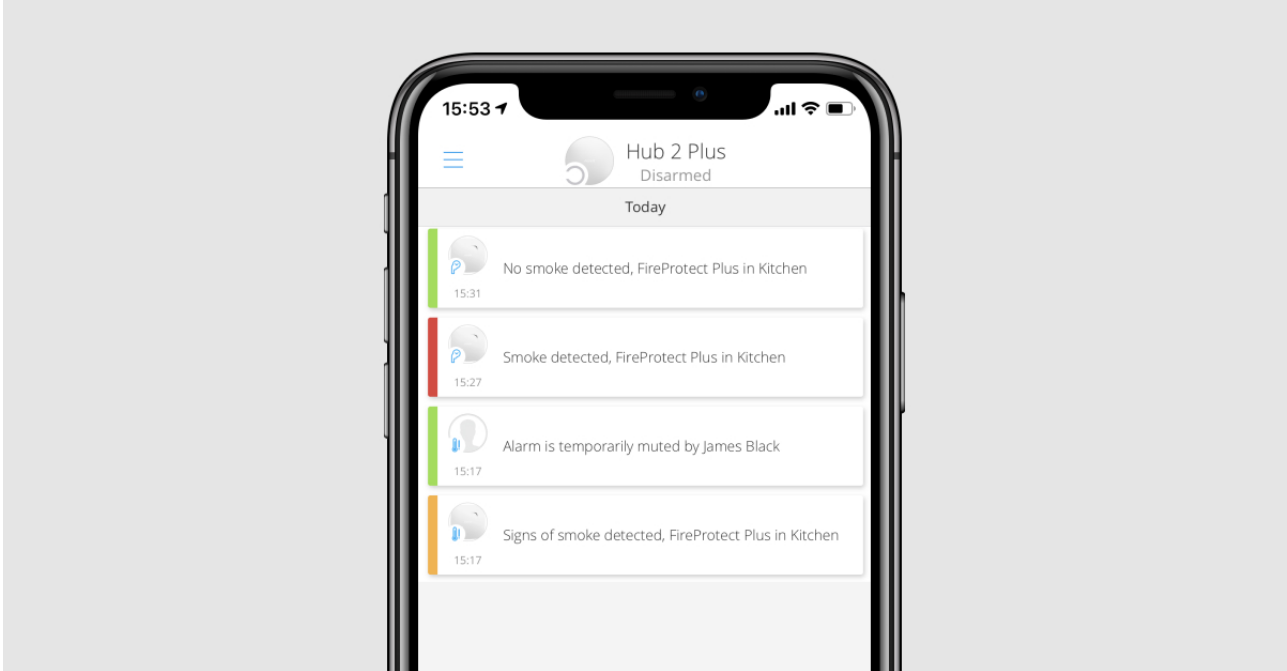 15:53
Hub 2 Plus
Disarmed
Today
No smoke detected, FireProtect Plus in Kitchen
15:31
Smoke detected, FireProtect Plus in Kitchen
15:27
Alarm is temporarily muted by James Black
15:17
Signs of smoke detected, FireProtect Plus in Kitchen
15:17